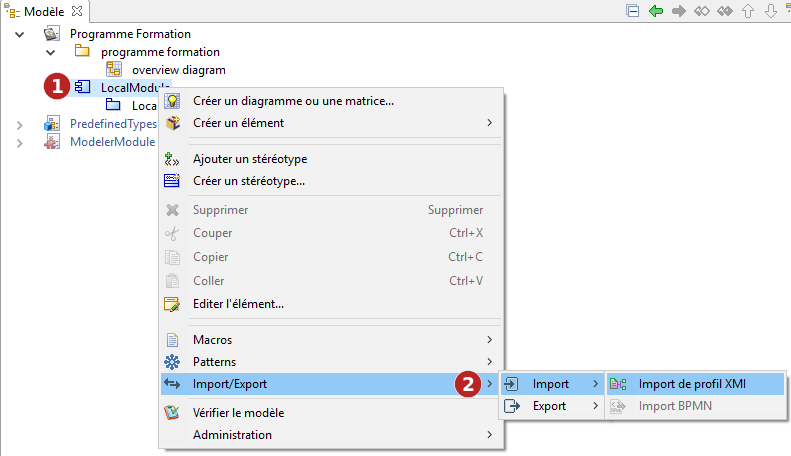 Modèle
Programme Formation
programme formation
overview diagram
1 LocalModule
Loca
PredefinedTypes
ModelerModule
Créer un diagramme ou une matrice...
Créer un élément
Ajouter un stéréotype
Créer un stéréotype...
Supprimer Supprimer
Couper Ctrl+X
Copier Ctrl+C
Coller Ctrl+V
Editer l'élément...
Macros
Patterns
Import/Export 2
Import
Export
Import de profil XMI
Import BPMN
Vérifier le modèle
Administration